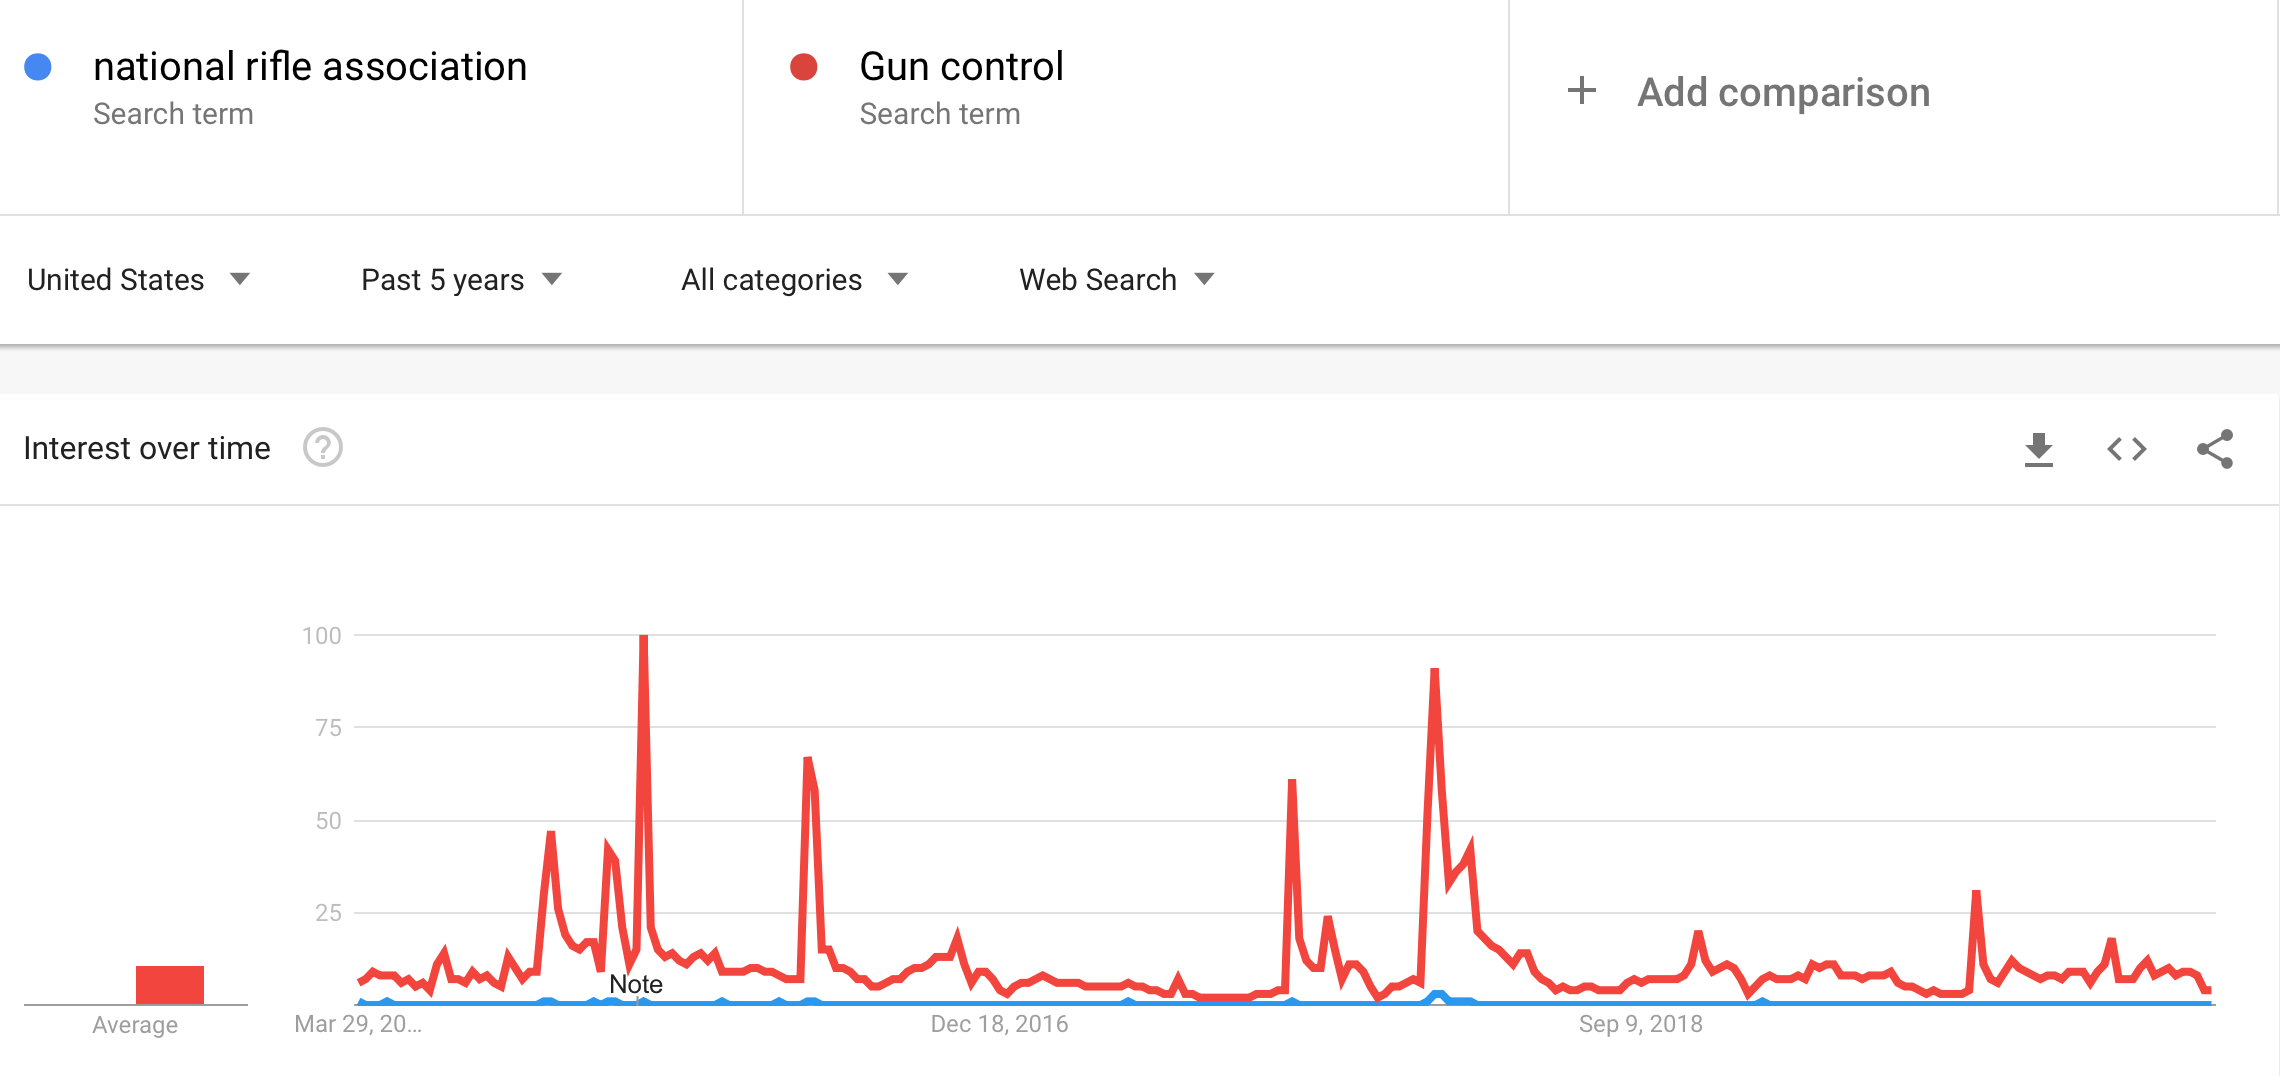 national rifle association
Search term
Gun control
Search term
+ Add comparison
United States
Past 5 years
All categories
Web Search
Interest over time
?
100
75
50
25
Note
Average
Mar 29, 20...
Dec 18, 2016
Sep 9, 2018